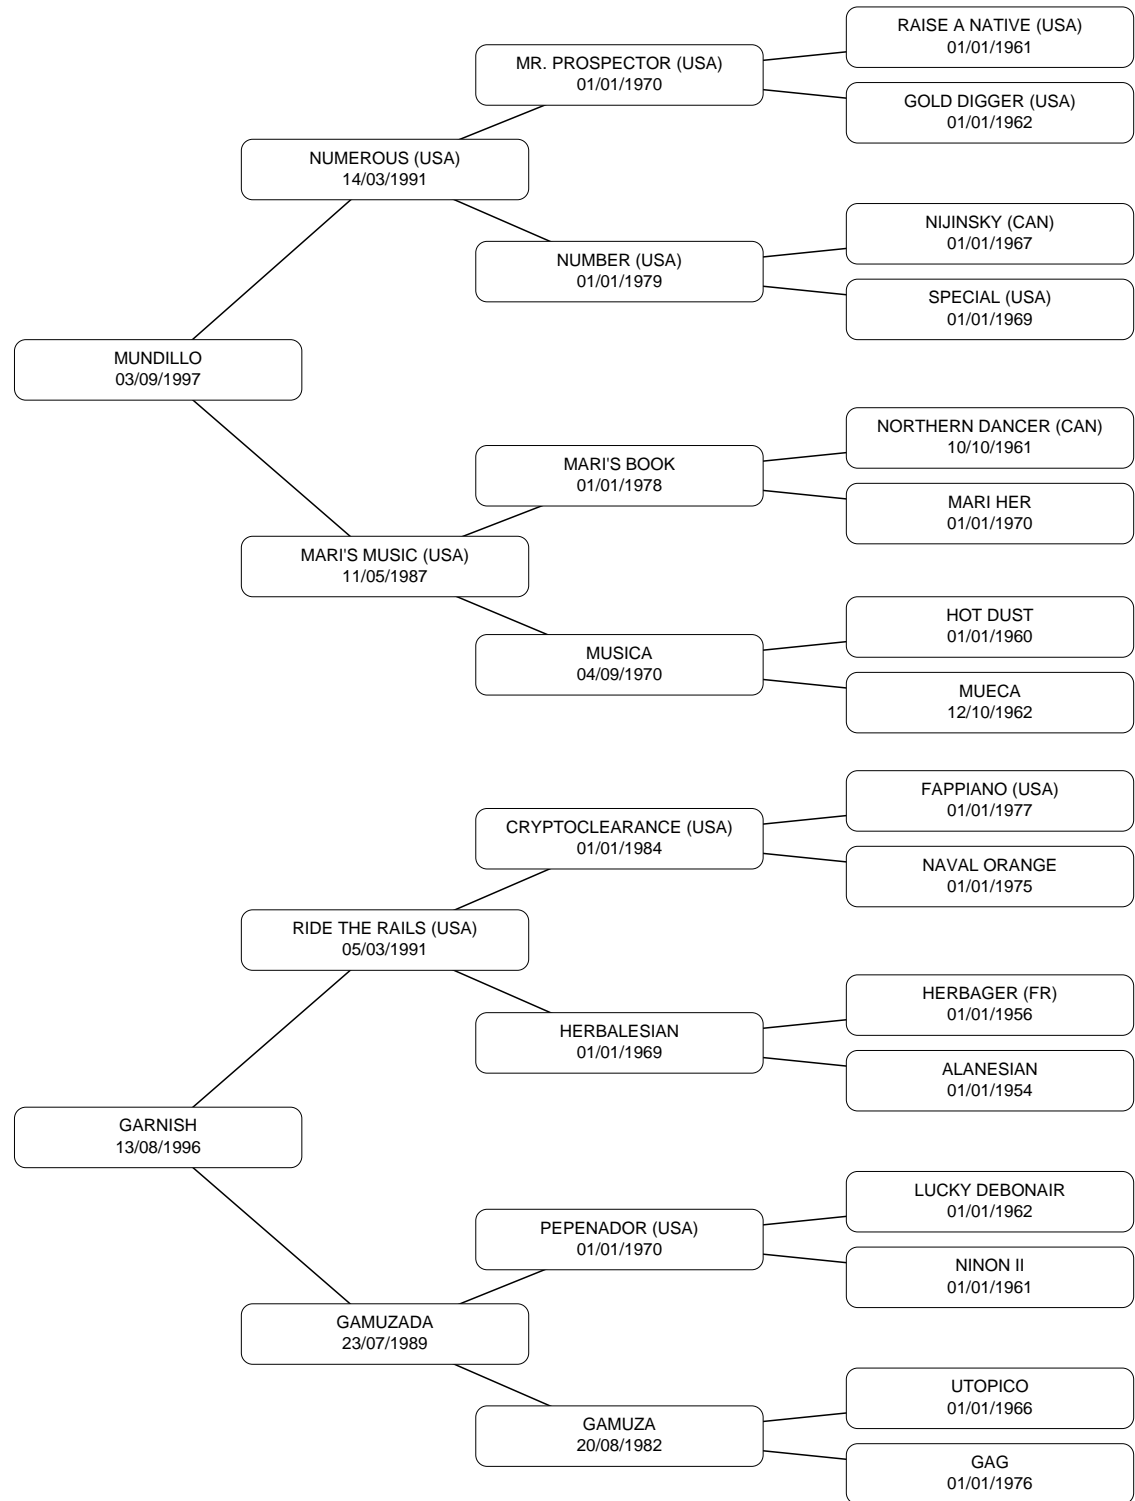 RAISE A NATIVE (USA)
01/01/1961
MR. PROSPECTOR (USA)
01/01/1970
GOLD DIGGER (USA)
01/01/1962
NUMEROUS (USA)
14/03/1991
NIJINSKY (CAN)
01/01/1967
NUMBER (USA)
01/01/1979
SPECIAL (USA)
01/01/1969
MUNDILLO
03/09/1997
NORTHERN DANCER (CAN)
10/10/1961
MARI'S BOOK
01/01/1978
MARI HER
01/01/1970
MARI'S MUSIC (USA)
11/05/1987
HOT DUST
01/01/1960
MUSICA
04/09/1970
MUECA
12/10/1962
FAPPIANO (USA)
01/01/1977
CRYPTOCLEARANCE (USA)
01/01/1984
NAVAL ORANGE
01/01/1975
RIDE THE RAILS (USA)
05/03/1991
HERBAGER (FR)
01/01/1956
HERBALESIAN
01/01/1969
ALANESIAN
01/01/1954
GARNISH
13/08/1996
LUCKY DEBONAIR
01/01/1962
PEPENADOR (USA)
01/01/1970
NINON II
01/01/1961
GAMUZADA
23/07/1989
UTOPICO
01/01/1966
GAMUZA
20/08/1982
GAG
01/01/1976